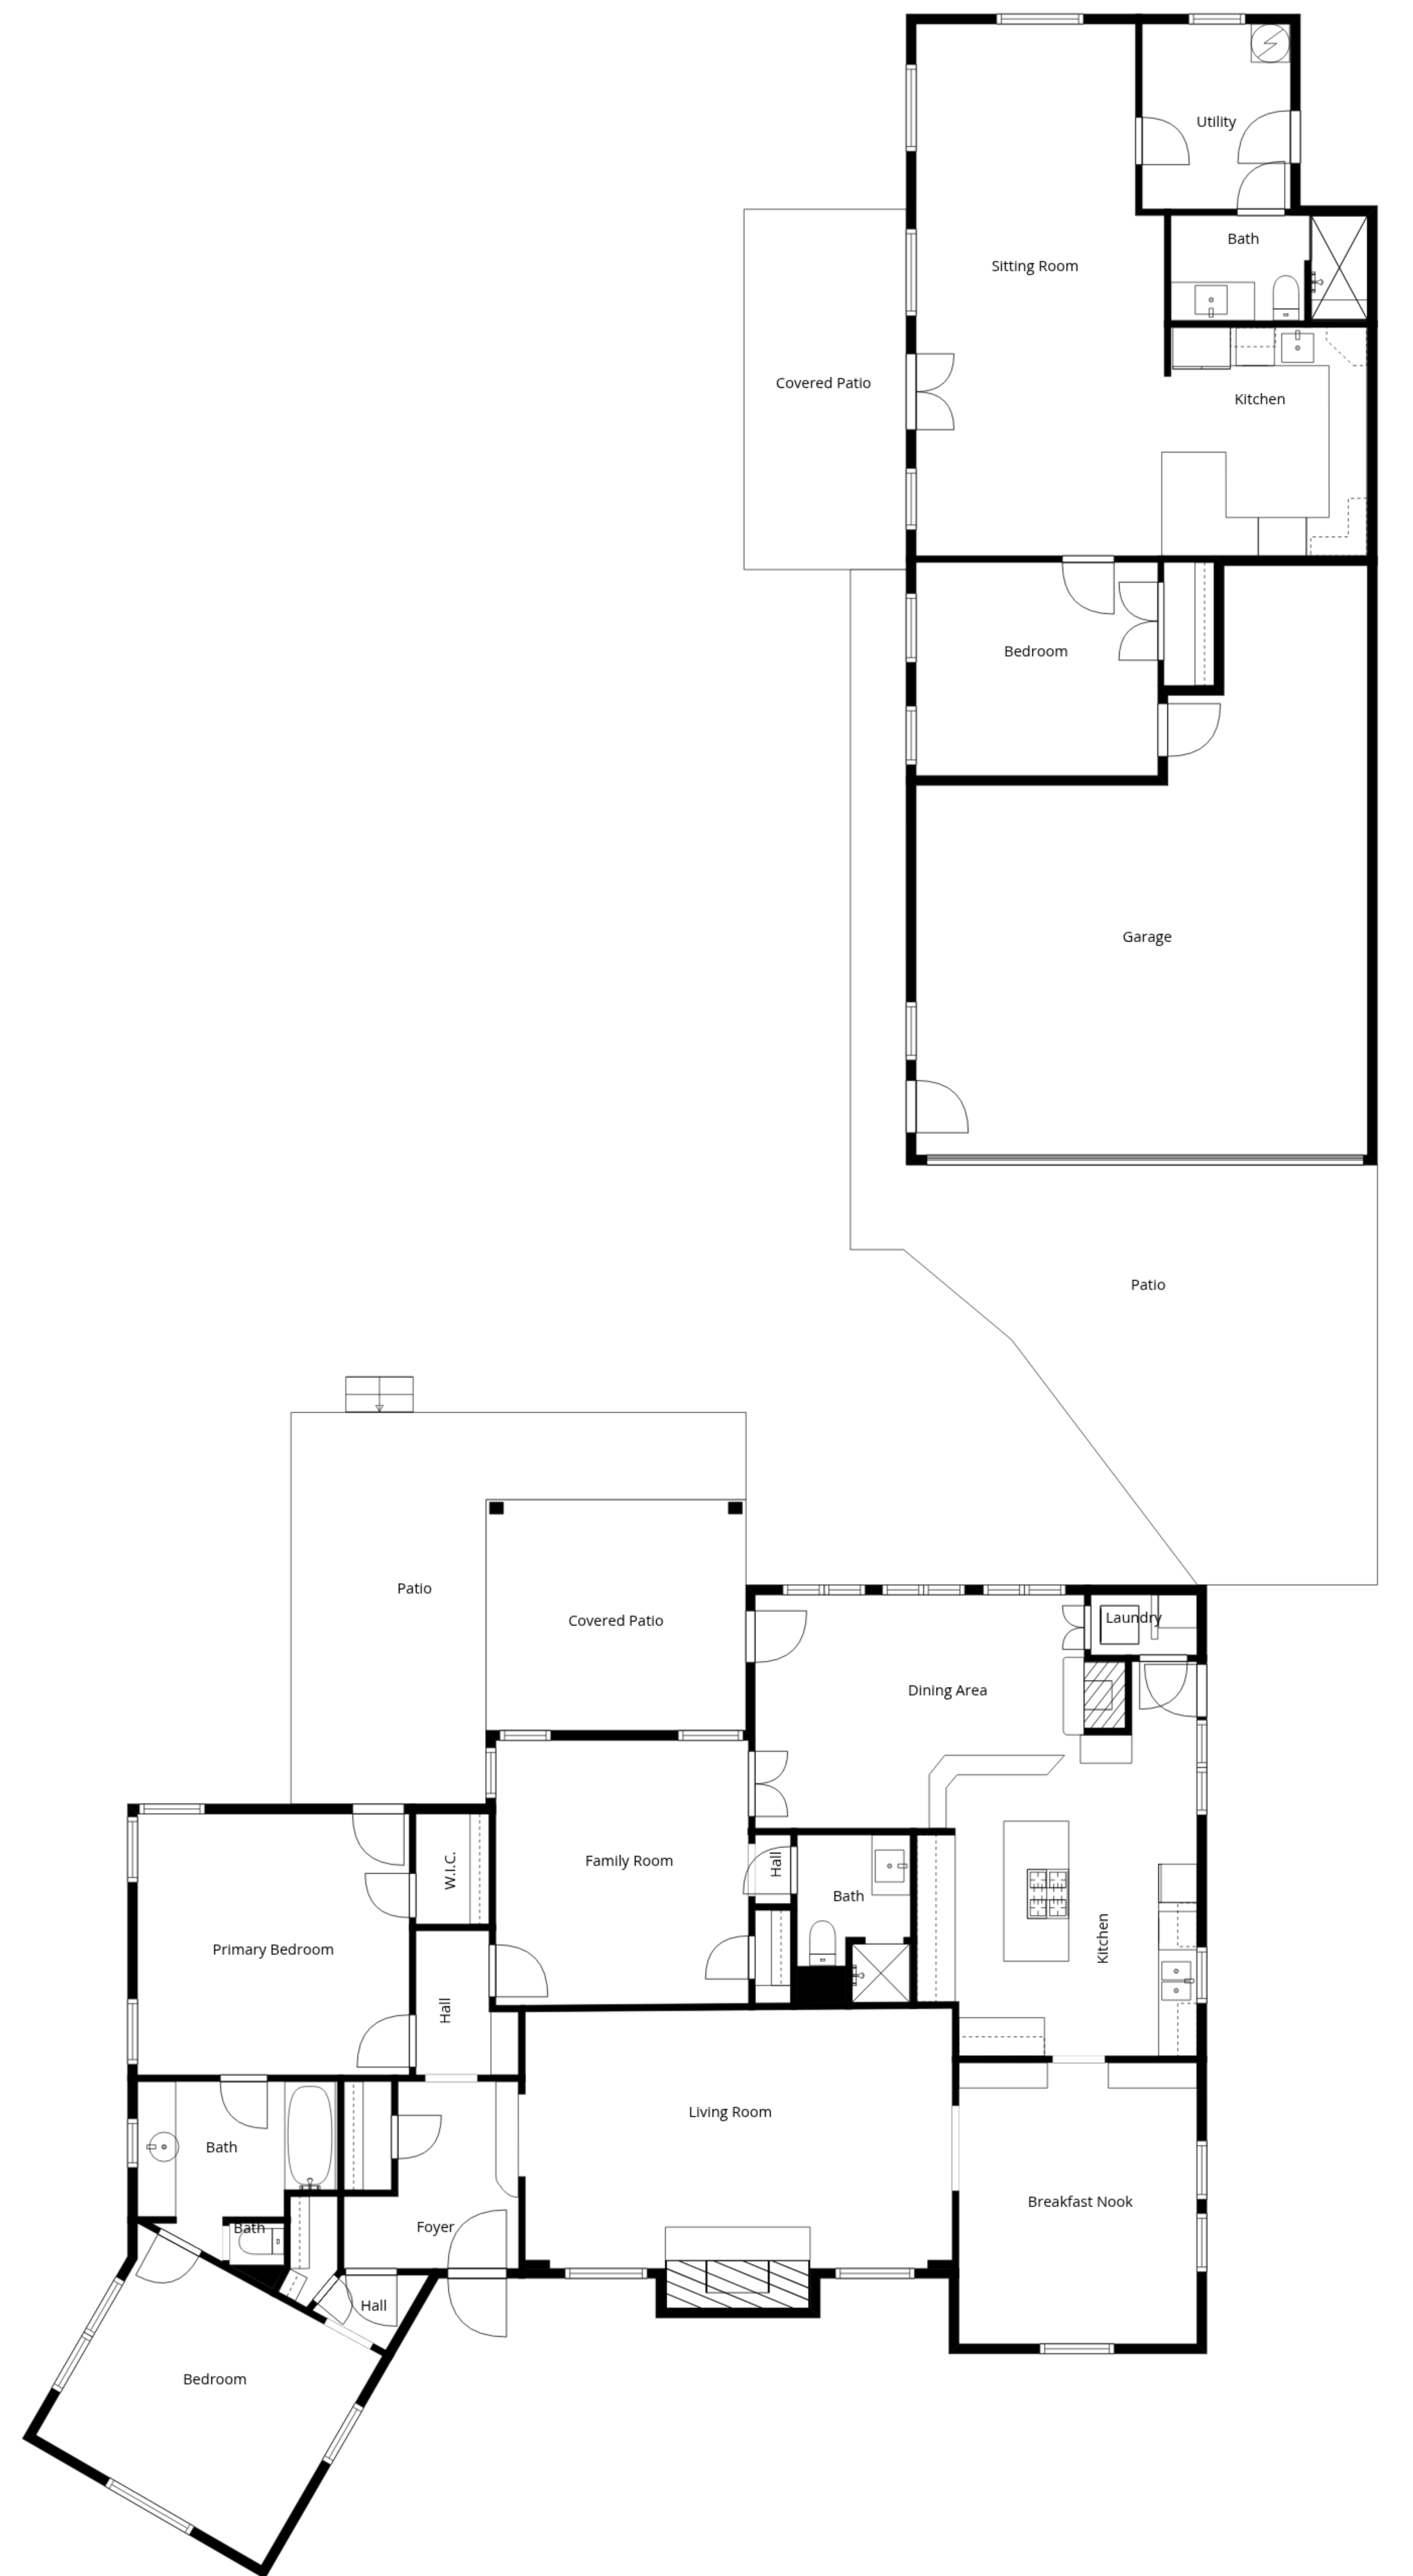 Utility
Bath
Sitting Room
Covered Patio
Kitchen
Bedroom
Garage
Patio
Patio
Covered Patio
Laundry
Dining Area
Family Room
Hall
W.I.C.
Bath
Primary Bedroom
Kitchen
Hall
Living Room
Bath
Breakfast Nook
Bath
Foyer
Hall
Bedroom